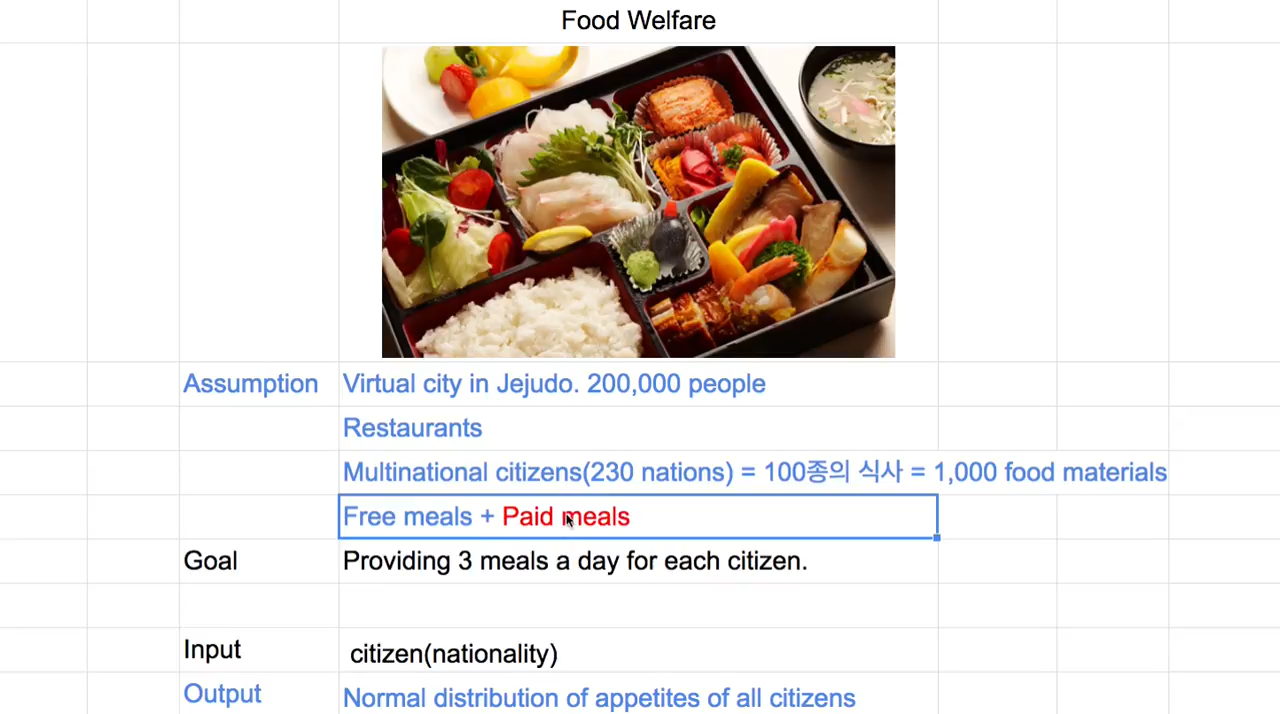 Food Welfare
Assumption Virtual city in Jejudo. 200,000 people
Restaurants
Multinational citizens(230 nations) = 100종의 식사 = 1,000 food materials
Free meals + Paid meals
Goal Providing 3 meals a day for each citizen.
Input citizen(nationality)
Output Normal distribution of appetites of all citizens